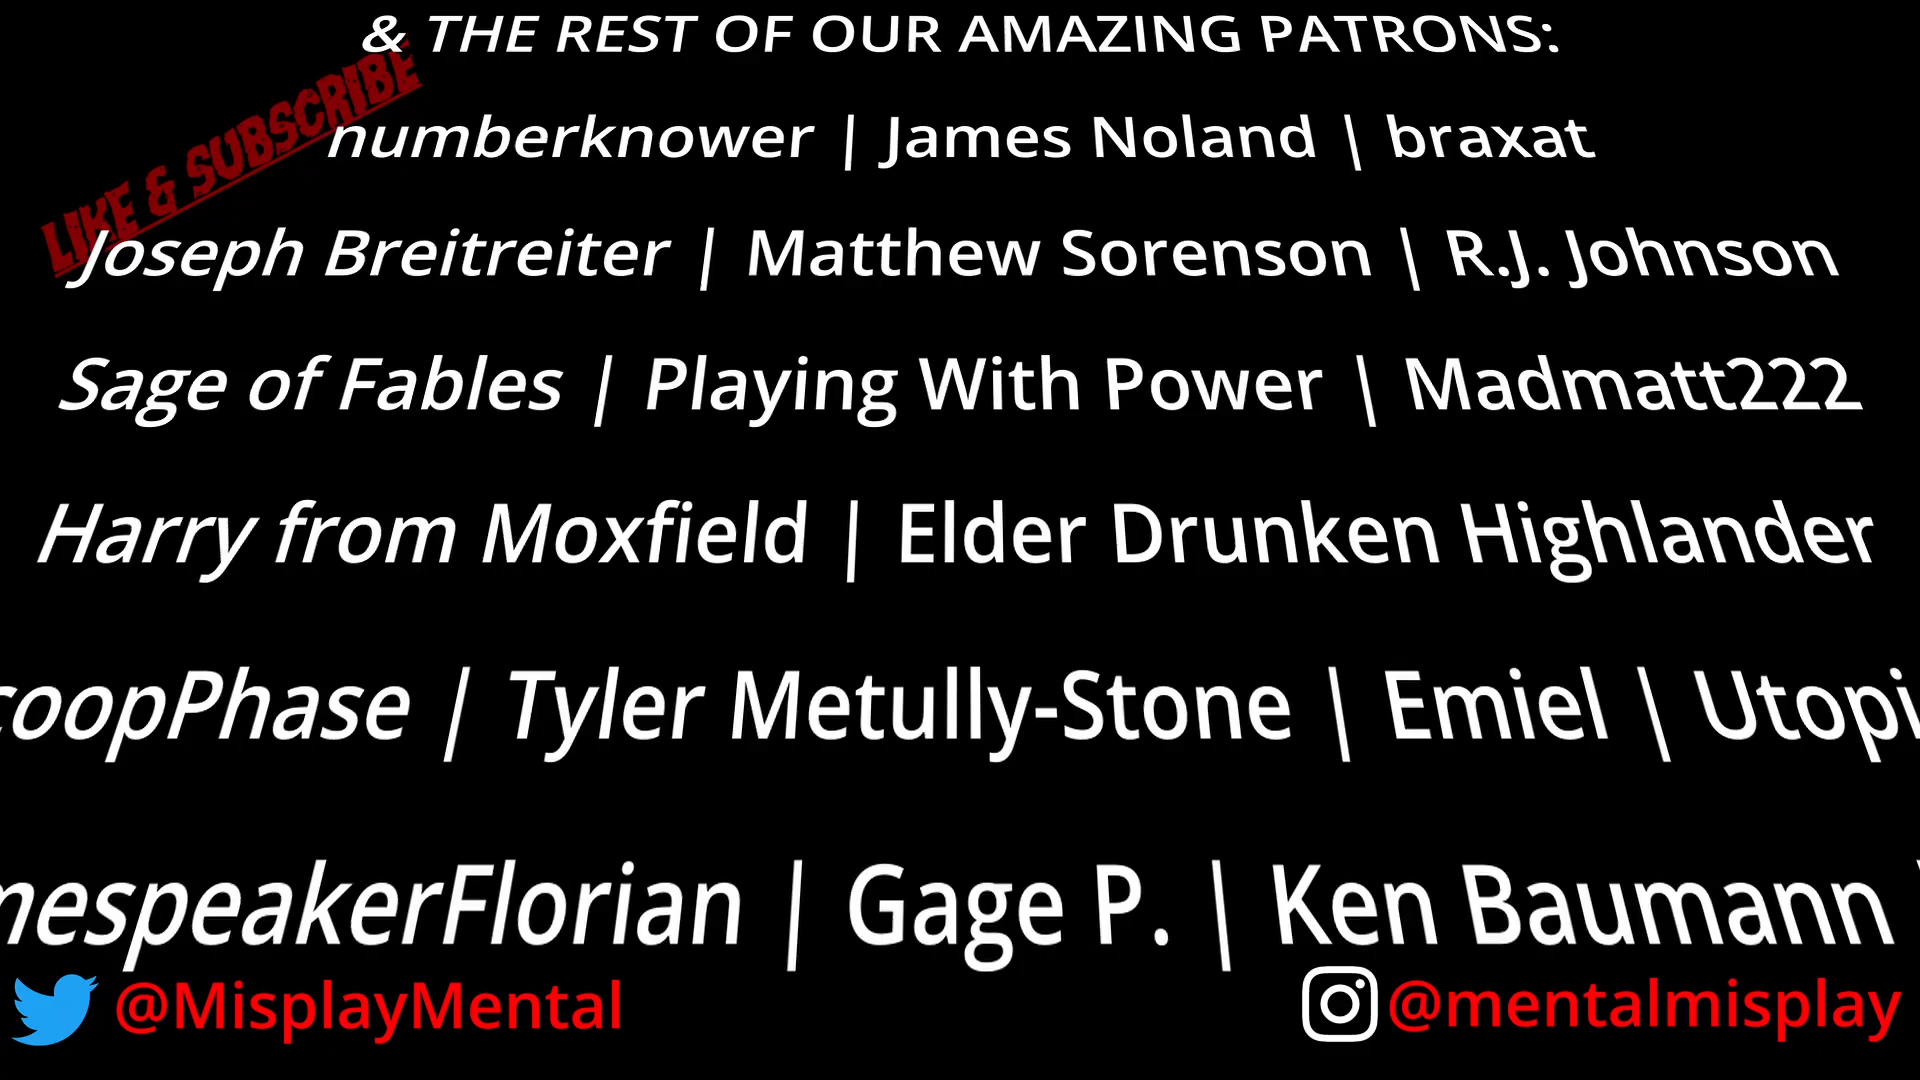 & THE REST OF OUR AMAZING PATRONS:
LIKE & SUBSCRIBE
numberknower | James Noland | braxat
Joseph Breitreiter | Matthew Sorenson | R.J. Johnson
Sage of Fables | Playing With Power | Madmatt222
Harry from Moxfield | Elder Drunken Highlander
coopPhase | Tyler Metully-Stone | Emiel | Utopi
mespeakerFlorian | Gage P. | Ken Baumann
@MisplayMental
@mentalmisplay